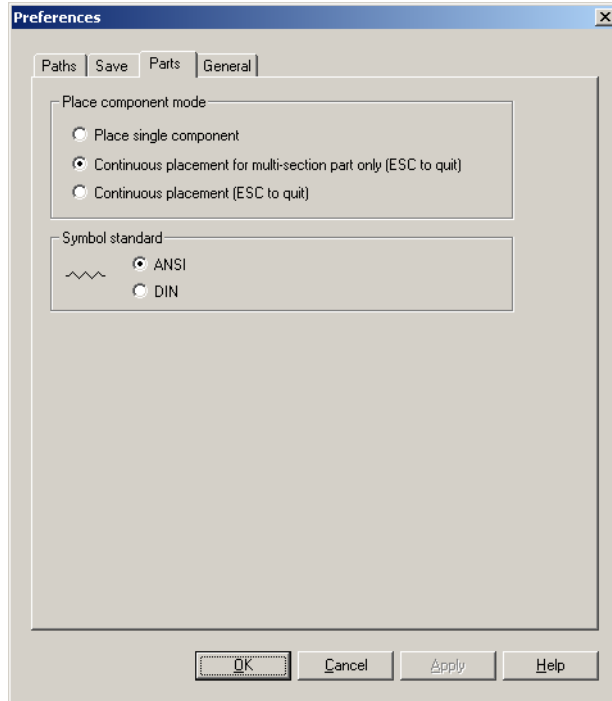 Preferences
Paths Save Parts General
Place component mode
Place single component
Continuous placement for multi-section part only (ESC to quit)
Continuous placement (ESC to quit)
Symbol standard
ANSI
DIN
OK Cancel Apply Help